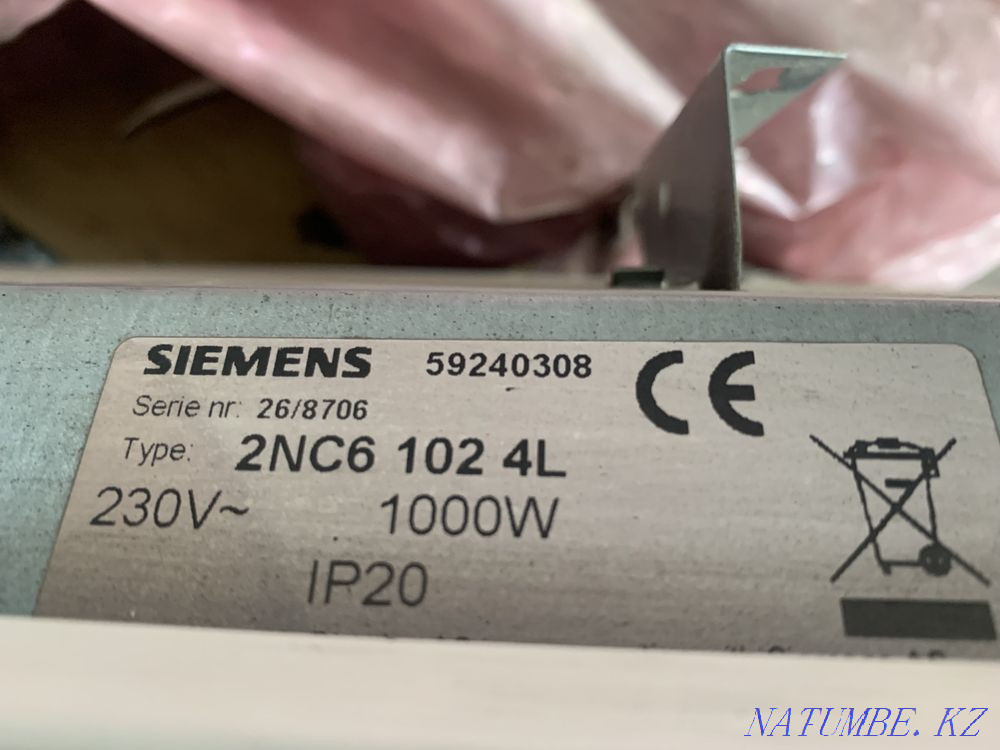 SIEMENS 59240308 CE
Serie nr: 26/8706
Type: 2NC6 102 4L
230V~ 1000W
IP20
NATUMBE. KZ